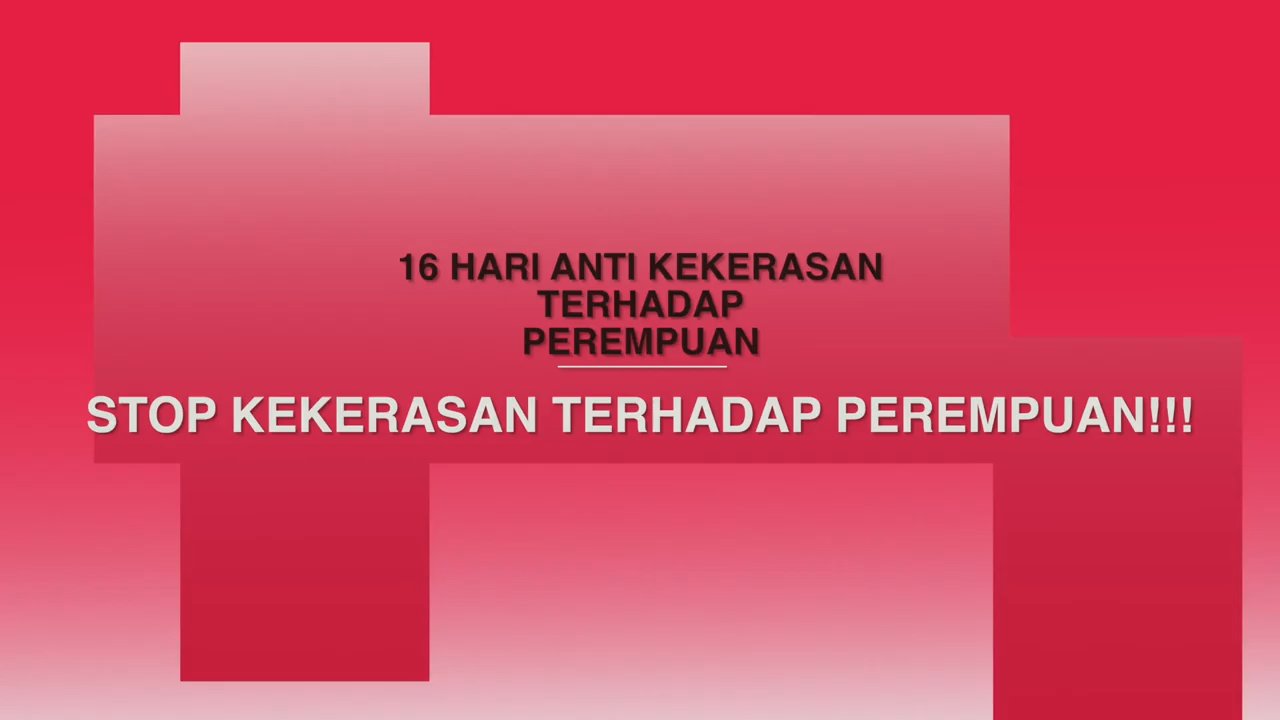 16 HARI ANTI KEKERASAN
TERHADAP
PEREMPUAN
STOP KEKERASAN TERHADAP PEREMPUAN!!!